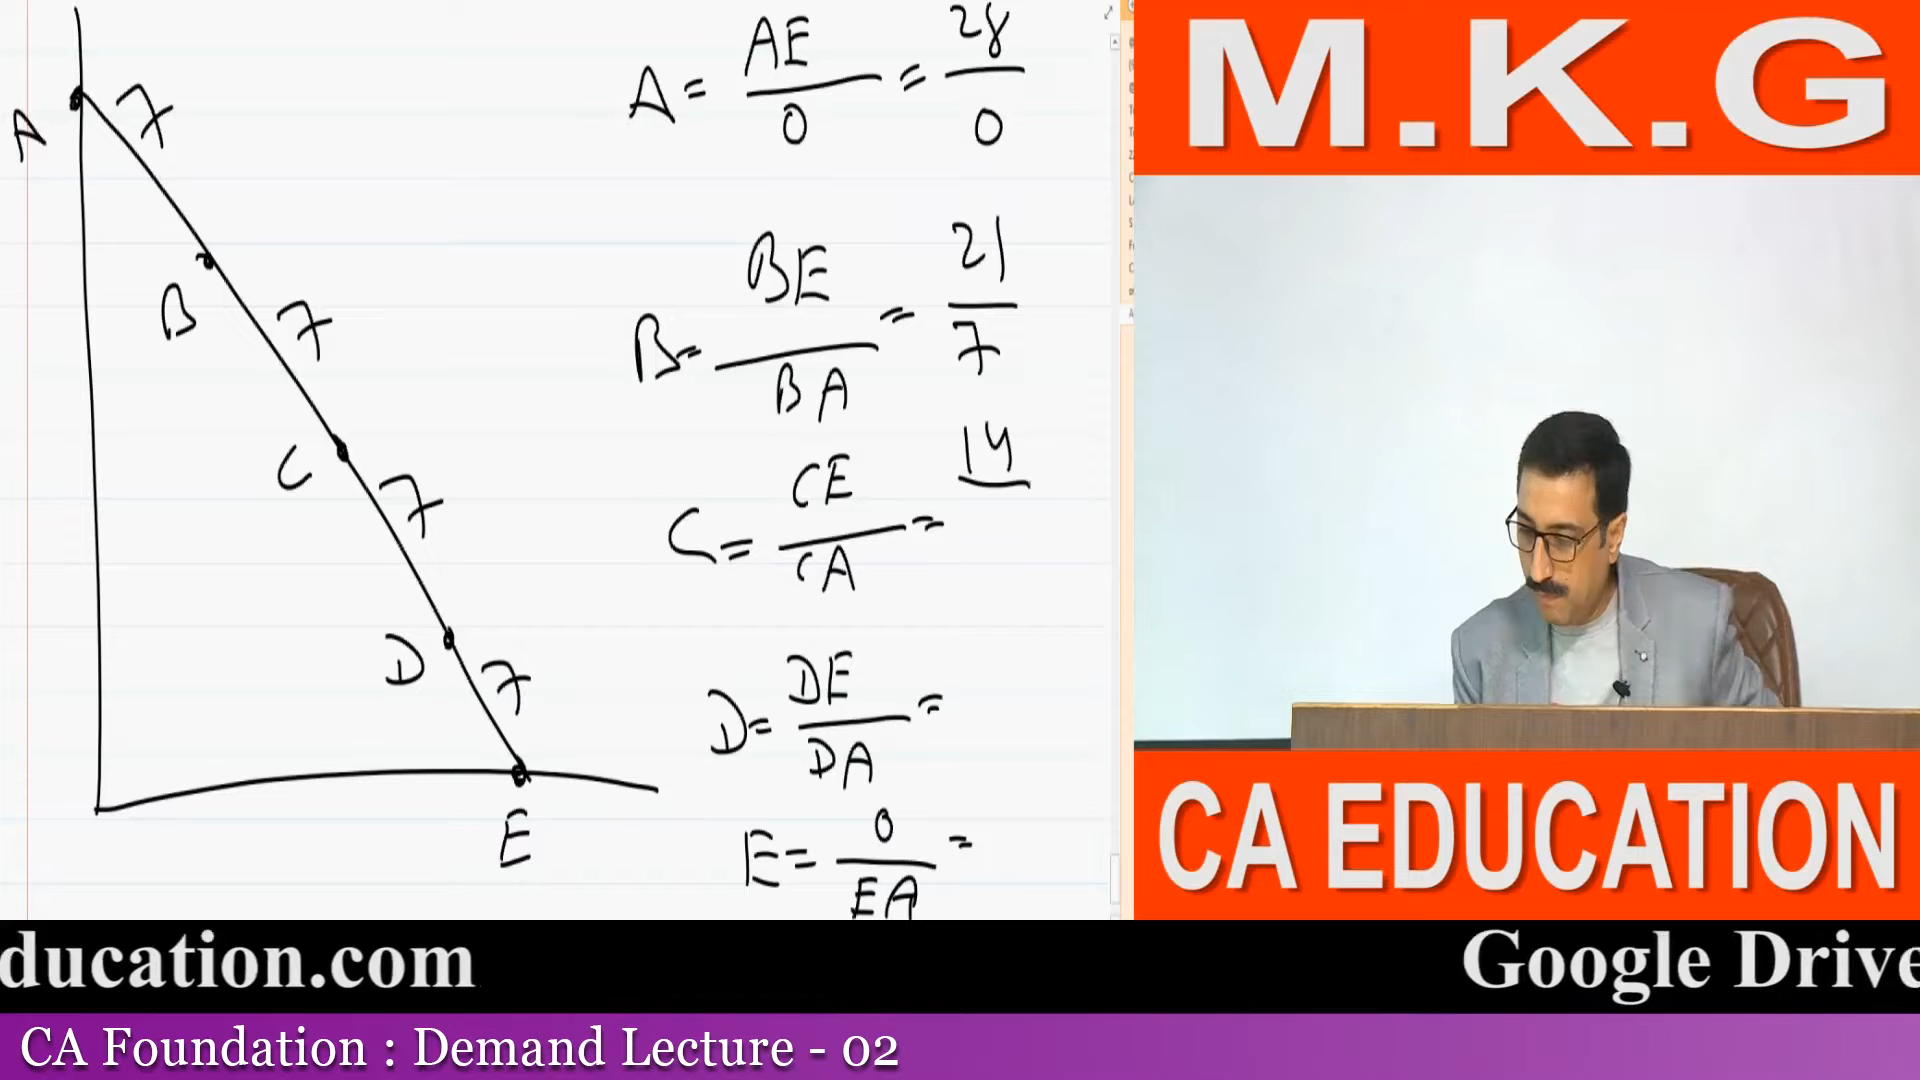 A
7
B
7
C
7
D
7
E
A = AE / 0 = 28 / 0
B = BE / BA = 21 / 7
C = CE / CA = 14
D = DE / DA =
E = 0 / EA =
M.K.G
CA EDUCATION
ducation.com
Google Drive
CA Foundation : Demand Lecture - 02